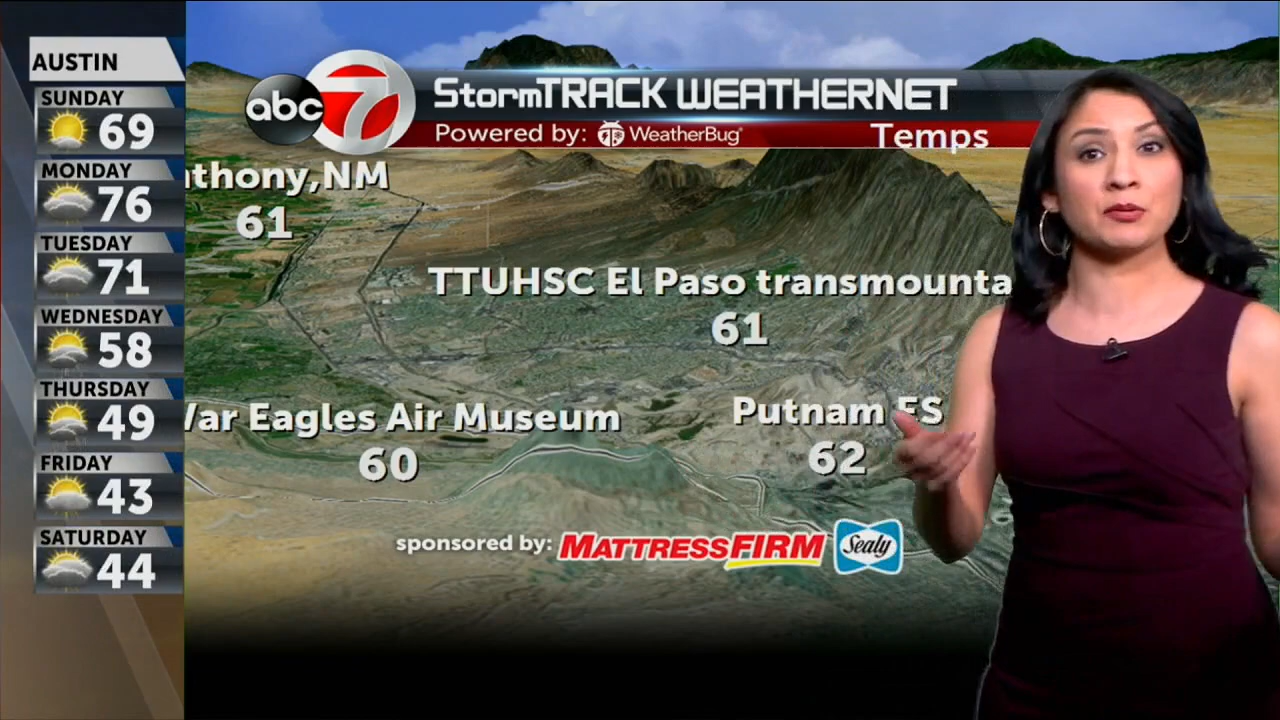 AUSTIN
SUNDAY
69
MONDAY
76
TUESDAY
71
WEDNESDAY
58
THURSDAY
49
FRIDAY
43
SATURDAY
44
abc 7
StormTRACK WEATHERNET
Powered by: WeatherBug
Temps
thony,NM
61
TTUHSC El Paso transmounta
61
War Eagles Air Museum
60
Putnam ES
62
sponsored by: MATTRESSFIRM Sealy